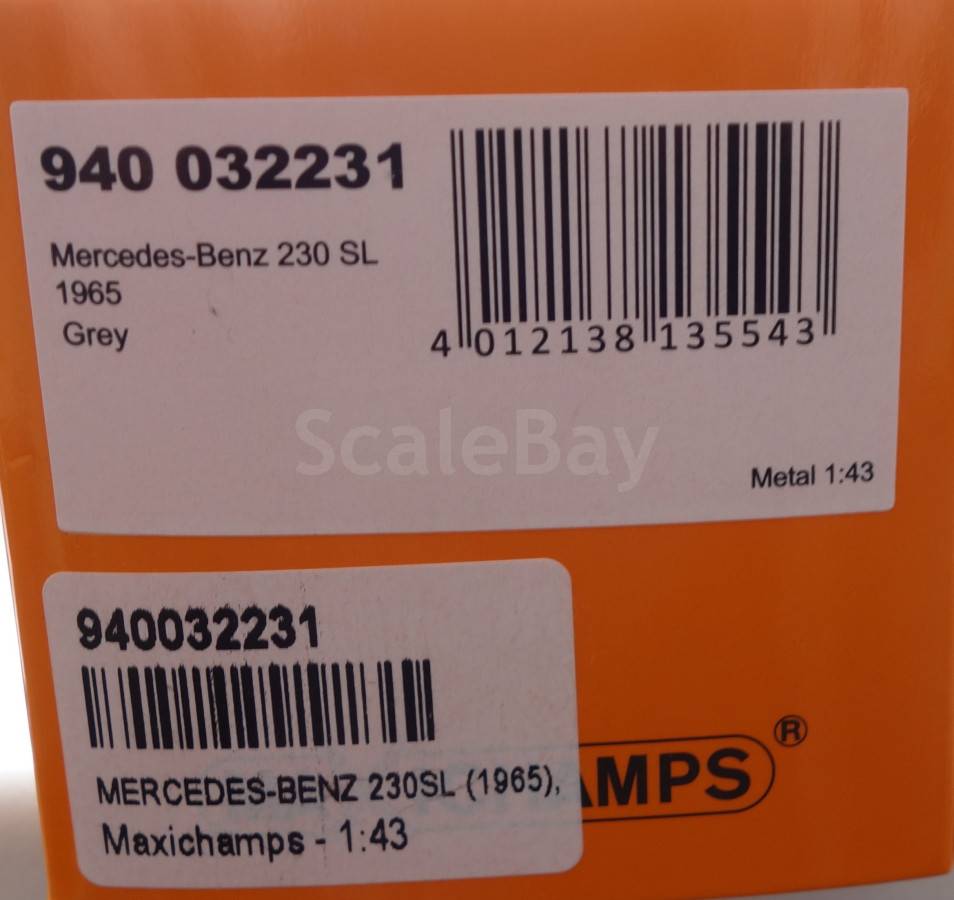 940 032231
Mercedes-Benz 230 SL
1965
Grey
4 012138 135543
ScaleBay
Metal 1:43
940032231
MERCEDES-BENZ 230SL (1965),
Maxichamps - 1:43
AMPS®